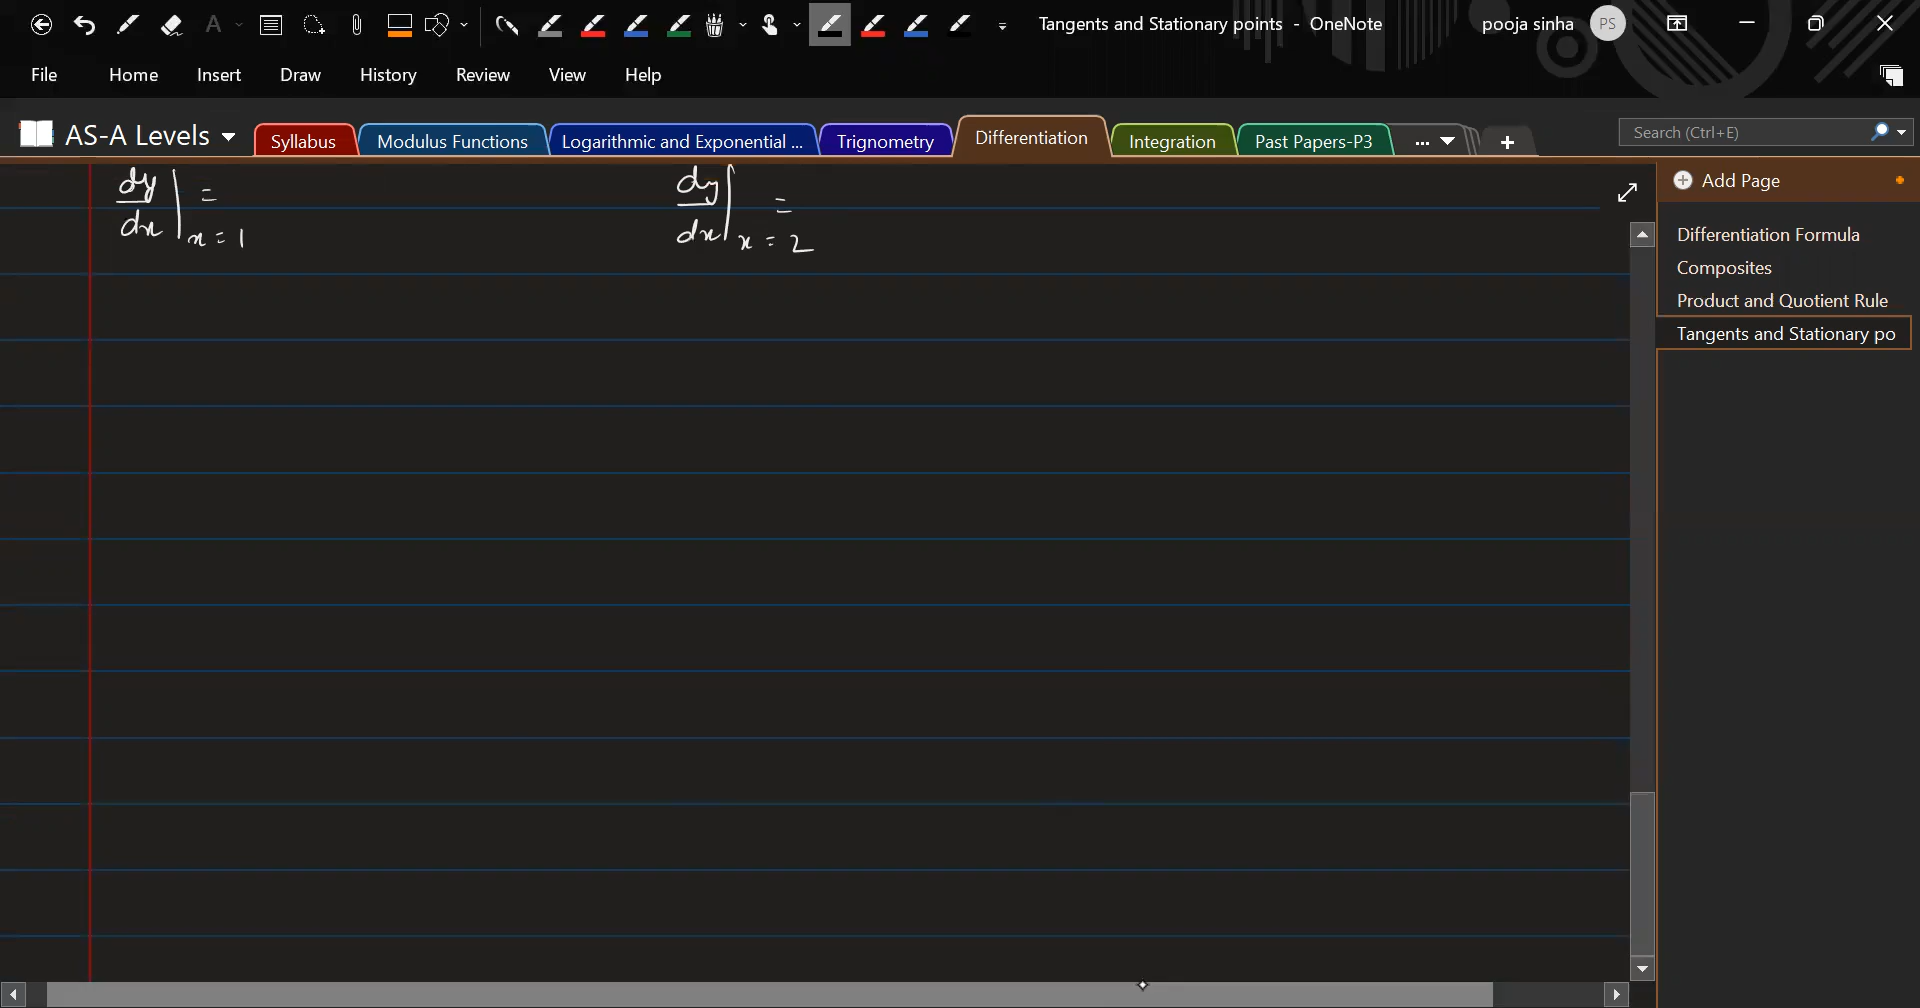 Tangents and Stationary points - OneNote
pooja sinha
PS
File Home Insert Draw History Review View Help
AS-A Levels
Syllabus
Modulus Functions
Logarithmic and Exponential ...
Trignometry
Differentiation
Integration
Past Papers-P3
...
Search (Ctrl+E)
Add Page
Differentiation Formula
Composites
Product and Quotient Rule
Tangents and Stationary po
dy/dx | x = 1 =
dy/dx | x = 2 =